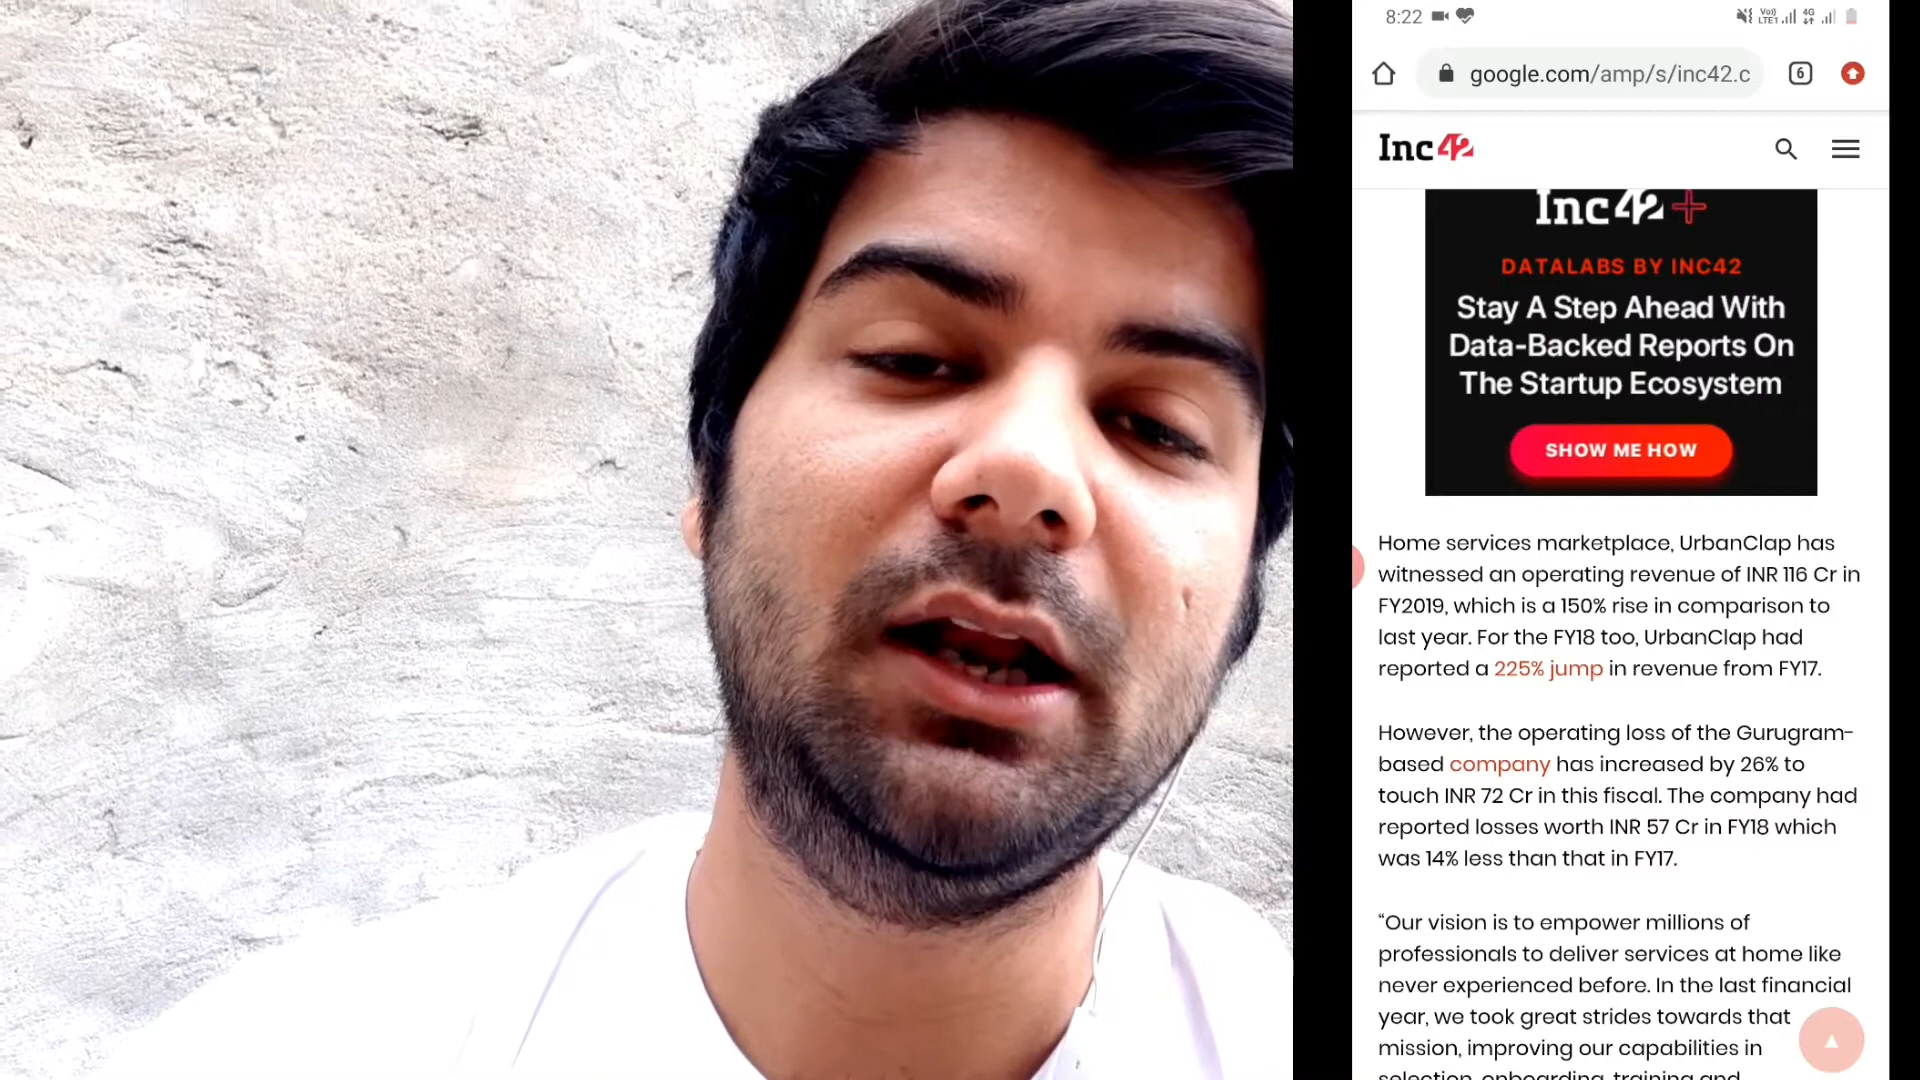 8:22
Vo)) 4G
LTE1
google.com/amp/s/inc42.c
6
Inc42
Inc42+
DATALABS BY INC42
Stay A Step Ahead With
Data-Backed Reports On
The Startup Ecosystem
SHOW ME HOW
Home services marketplace, UrbanClap has
witnessed an operating revenue of INR 116 Cr in
FY2019, which is a 150% rise in comparison to
last year. For the FY18 too, UrbanClap had
reported a 225% jump in revenue from FY17.
However, the operating loss of the Gurugram-
based company has increased by 26% to
touch INR 72 Cr in this fiscal. The company had
reported losses worth INR 57 Cr in FY18 which
was 14% less than that in FY17.
“Our vision is to empower millions of
professionals to deliver services at home like
never experienced before. In the last financial
year, we took great strides towards that
mission, improving our capabilities in
selection, onboarding, training and